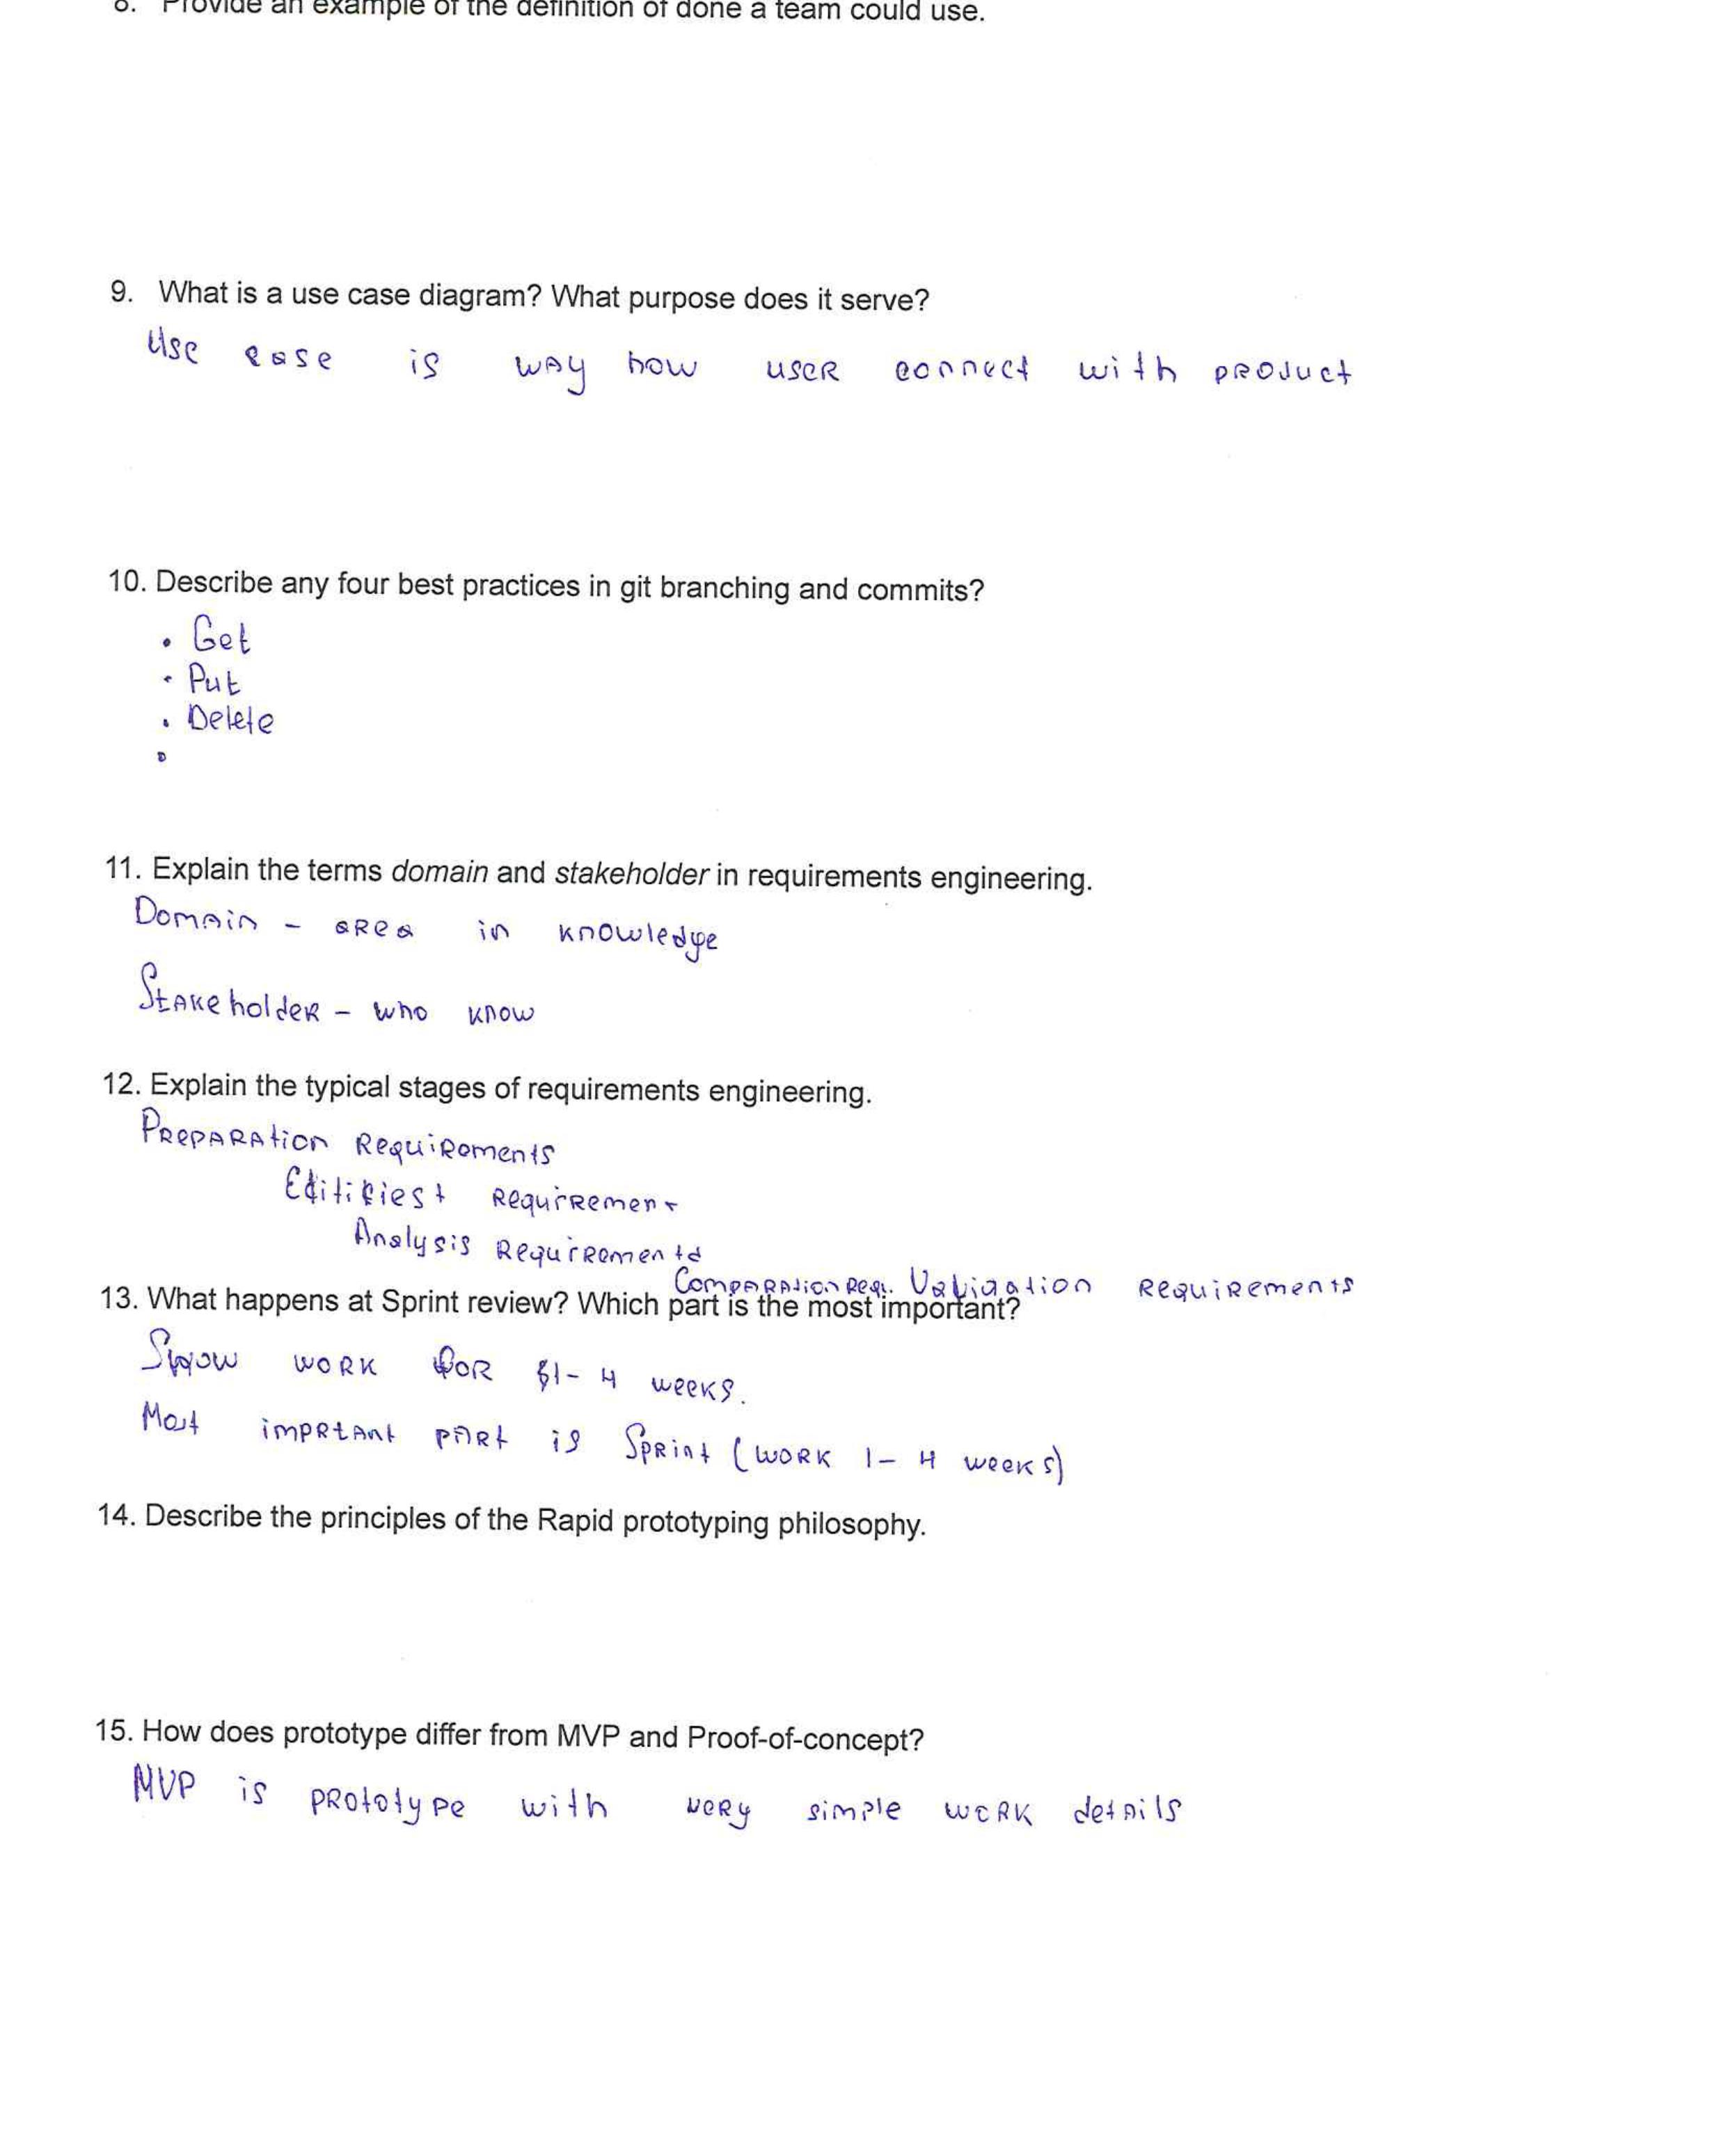 8. Provide an example of the definition of done a team could use.
9. What is a use case diagram? What purpose does it serve?
Use case is way how user connect with product
10. Describe any four best practices in git branching and commits?
• Get
• Put
• Delete
•
11. Explain the terms domain and stakeholder in requirements engineering.
Domain - area in knowledge
Stakeholder - who know
12. Explain the typical stages of requirements engineering.
Preparation Requiroments
Requirremen
Analysis Requiroments
Comparation Requ. Validation Requirements
13. What happens at Sprint review? Which part is the most important?
Show work for 1-4 weeks.
Most imprtant part is Sprint (work 1-4 weeks)
14. Describe the principles of the Rapid prototyping philosophy.
15. How does prototype differ from MVP and Proof-of-concept?
MVP is prototype with very simple work details